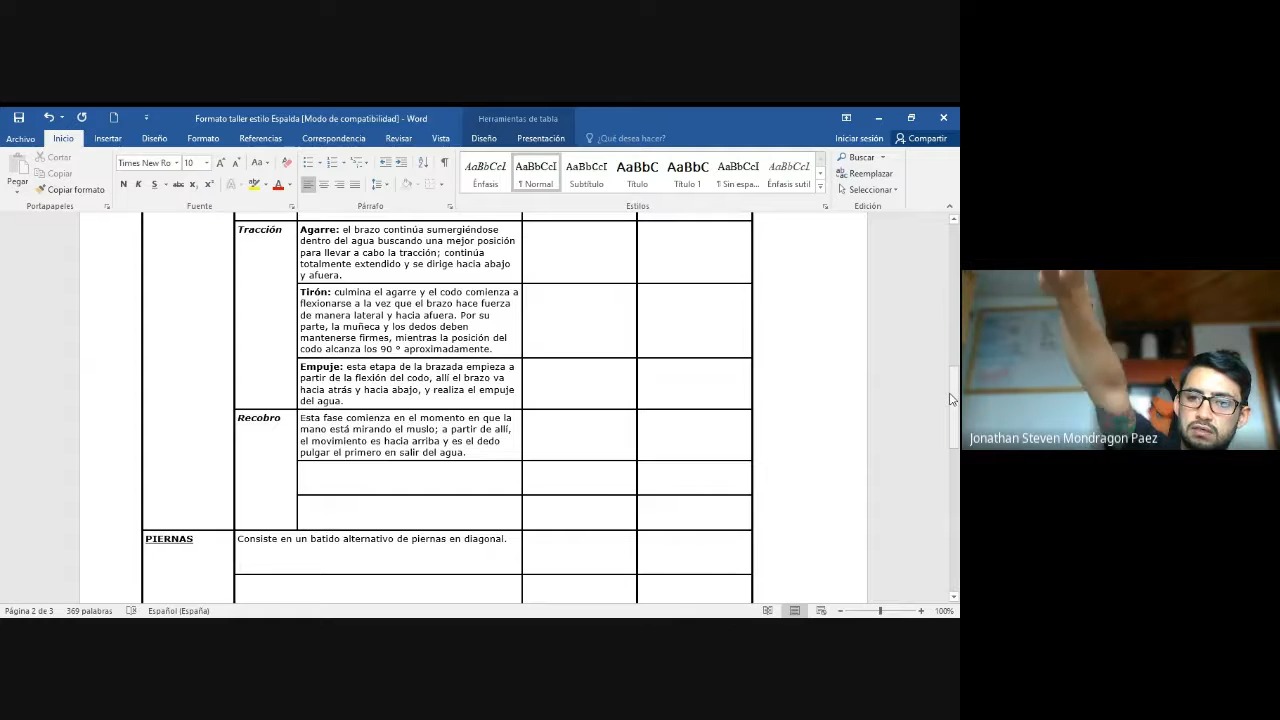 Formato taller estilo Espalda [Modo de compatibilidad] - Word
Herramientas de tabla
Archivo Inicio Insertar Diseño Formato Referencias Correspondencia Revisar Vista Diseño Presentación ¿Qué desea hacer? Iniciar sesión Compartir
Pegar
Cortar
Copiar
Copiar formato
Portapapeles
Times New Ro 10
N K S abc x₂ x²
Fuente
Párrafo
AaBbCcL AaBbCcI AaBbCcI AaBbC AaBbC AaBbCcI AaBbCcI
Énfasis 1 Normal Subtítulo Título Título 1 1 Sin espa... Énfasis sutil
Estilos
Buscar
Reemplazar
Seleccionar
Edición
Tracción
Agarre: el brazo continúa sumergiéndose
dentro del agua buscando una mejor posición
para llevar a cabo la tracción; continúa
totalmente extendido y se dirige hacia abajo
y afuera.
Tirón: culmina el agarre y el codo comienza a
flexionarse a la vez que el brazo hace fuerza
de manera lateral y hacia afuera. Por su
parte, la muñeca y los dedos deben
mantenerse firmes, mientras la posición del
codo alcanza los 90 º aproximadamente.
Empuje: esta etapa de la brazada empieza a
partir de la flexión del codo, allí el brazo va
hacia atrás y hacia abajo, y realiza el empuje
del agua.
Recobro
Esta fase comienza en el momento en que la
mano está mirando el muslo; a partir de allí,
el movimiento es hacia arriba y es el dedo
pulgar el primero en salir del agua.
PIERNAS
Consiste en un batido alternativo de piernas en diagonal.
Página 2 de 3 369 palabras Español (España) 100%
Jonathan Steven Mondragon Paez